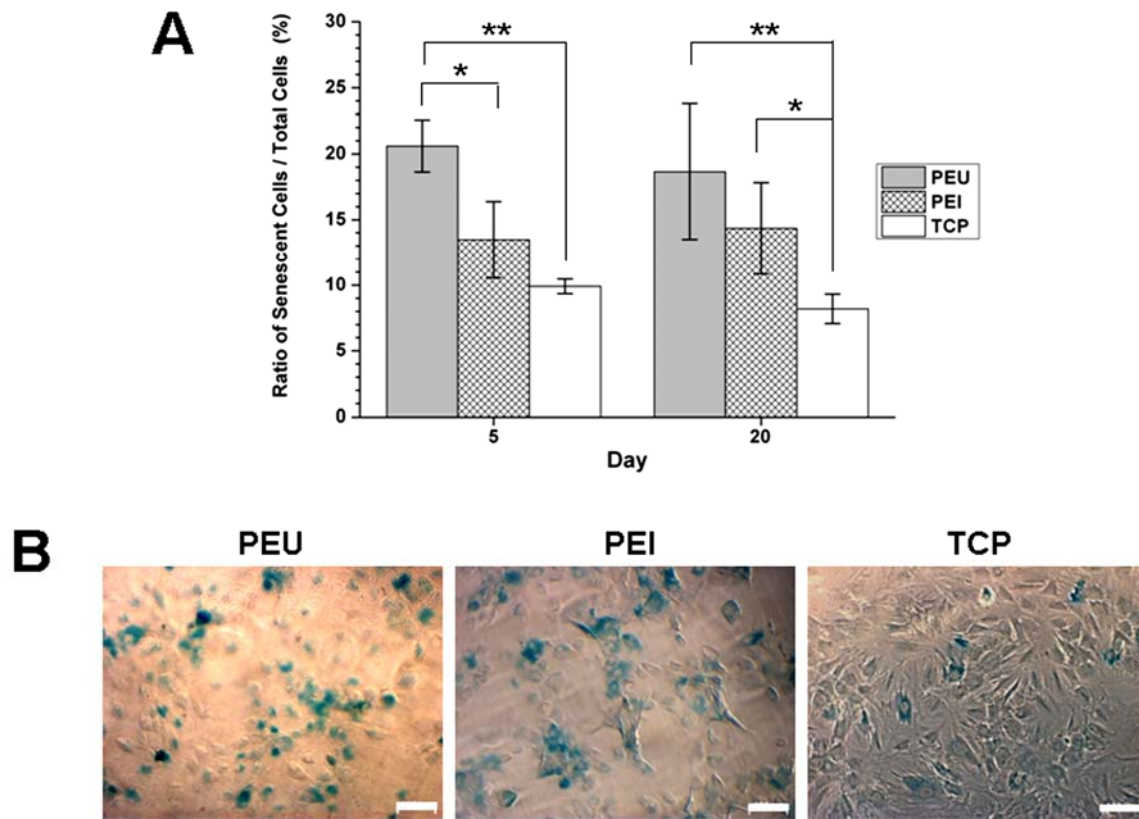 A
Ratio of Senescent Cells / Total Cells (%)
30
25
20
15
10
5
0
**
*
**
*
5
20
Day
PEU
PEI
TCP
B
PEU
PEI
TCP